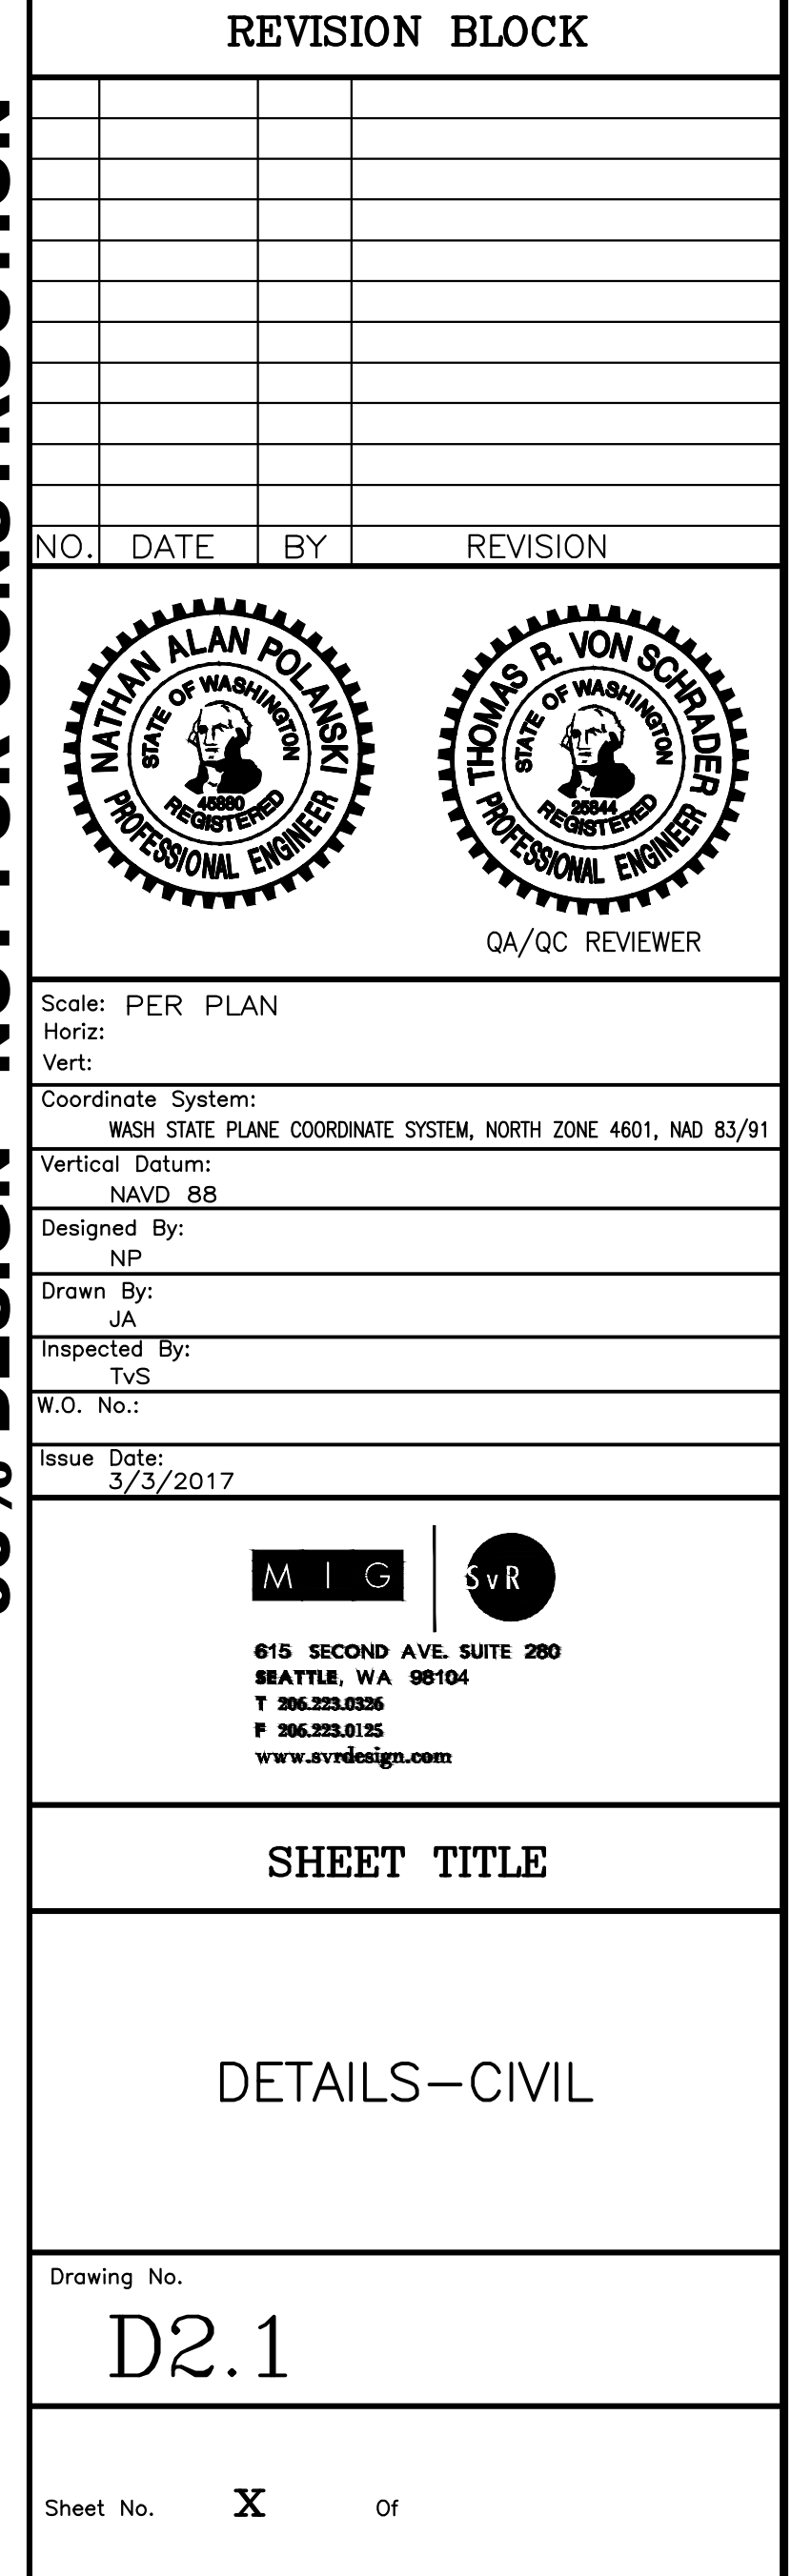 REVISION BLOCK
NO. DATE BY REVISION
NATHAN ALAN POLANSKI
STATE OF WASHINGTON
45880
REGISTERED
PROFESSIONAL ENGINEER
THOMAS R. VON SCHRADER
STATE OF WASHINGTON
25844
REGISTERED
PROFESSIONAL ENGINEER
QA/QC REVIEWER
Scale: PER PLAN
Horiz:
Vert:
Coordinate System:
WASH STATE PLANE COORDINATE SYSTEM, NORTH ZONE 4601, NAD 83/91
Vertical Datum:
NAVD 88
Designed By:
NP
Drawn By:
JA
Inspected By:
TvS
W.O. No.:
Issue Date:
3/3/2017
MIG SvR
615 SECOND AVE. SUITE 280
SEATTLE, WA 98104
T 206.223.0326
F 206.223.0125
www.svrdesign.com
SHEET TITLE
DETAILS-CIVIL
Drawing No.
D2.1
Sheet No. X Of